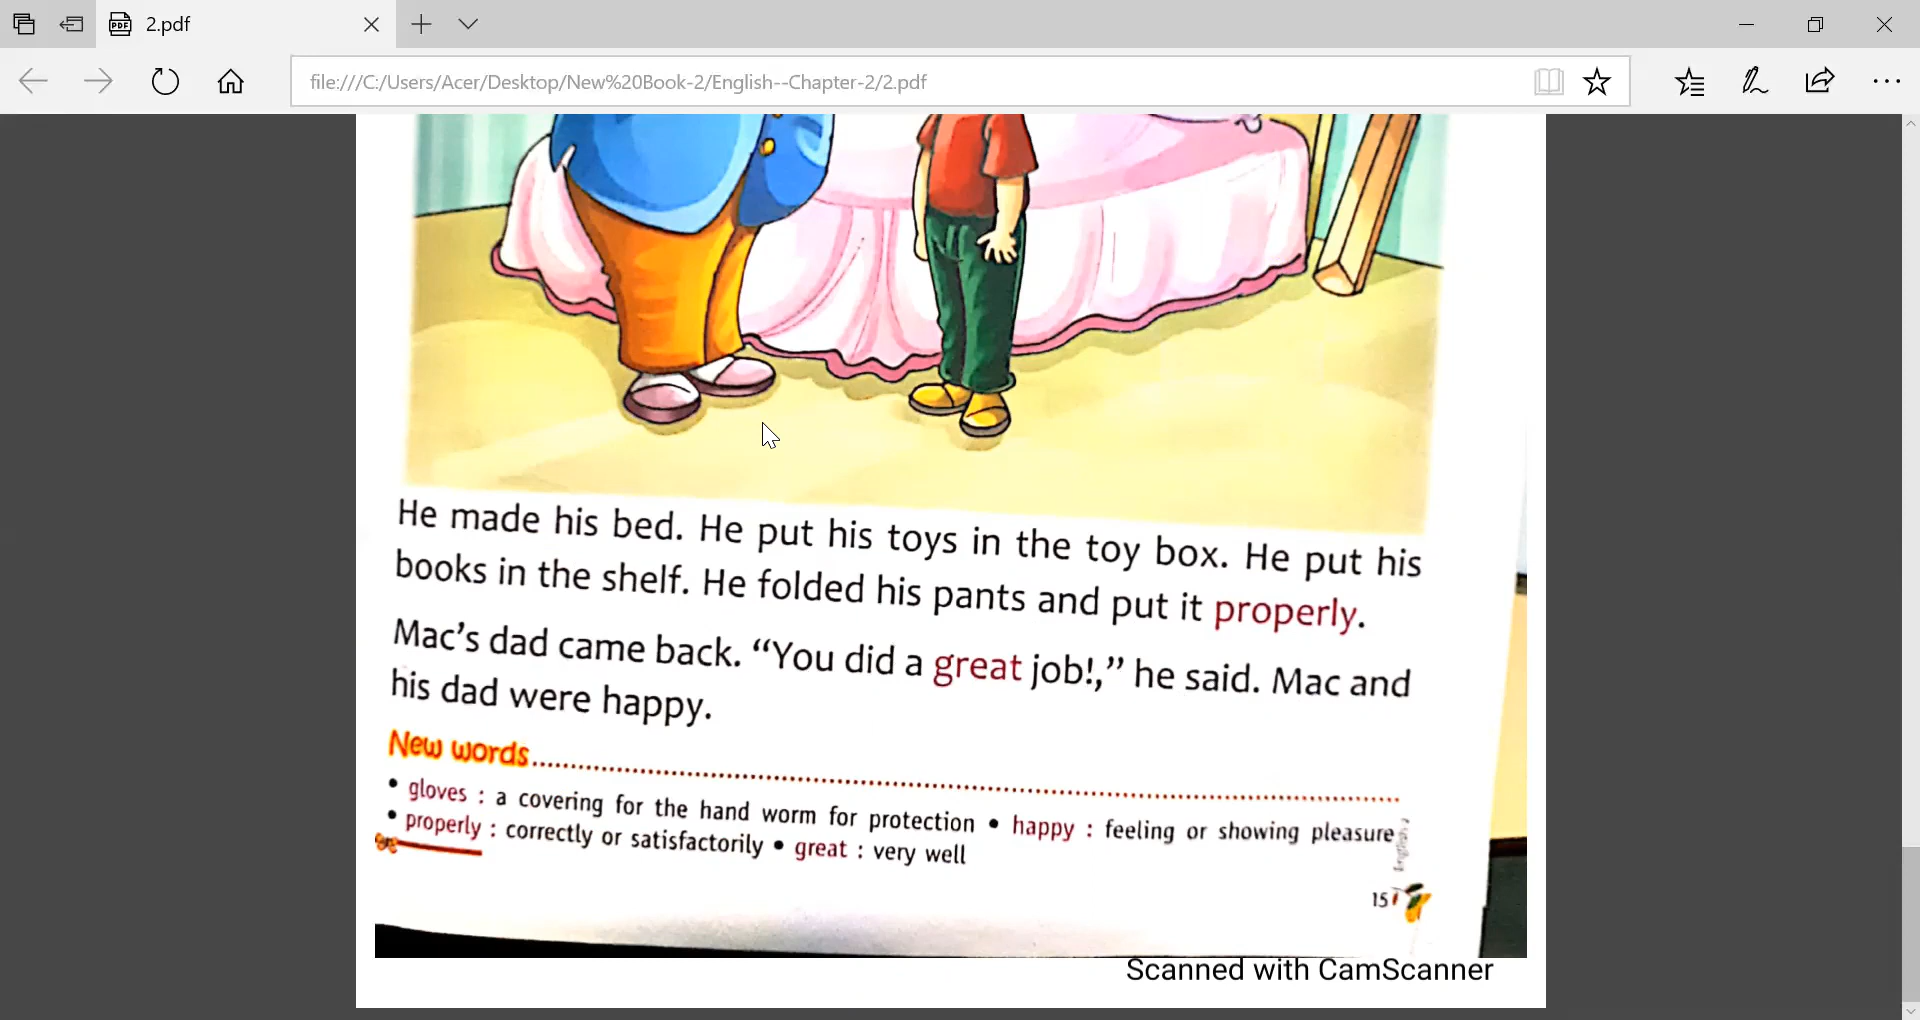 2.pdf
file:///C:/Users/Acer/Desktop/New%20Book-2/English--Chapter-2/2.pdf
He made his bed. He put his toys in the toy box. He put his
books in the shelf. He folded his pants and put it properly.
Mac's dad came back. “You did a great job!,” he said. Mac and
his dad were happy.
New words
• gloves : a covering for the hand worm for protection • happy : feeling or showing pleasure
• properly : correctly or satisfactorily • great : very well
English-2
15
Scanned with CamScanner